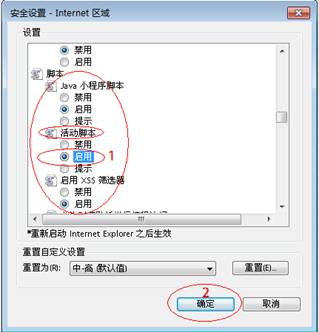 安全设置 - Internet 区域
设置
禁用
启用
脚本
Java 小程序脚本
禁用
启用
提示
活动脚本
禁用
启用 1
提示
启用 XSS 筛选器
禁用
启用
*重新启动 Internet Explorer 之后生效
重置自定义设置
重置为(R): 中-高 (默认值) 重置(E)...
2
确定 取消